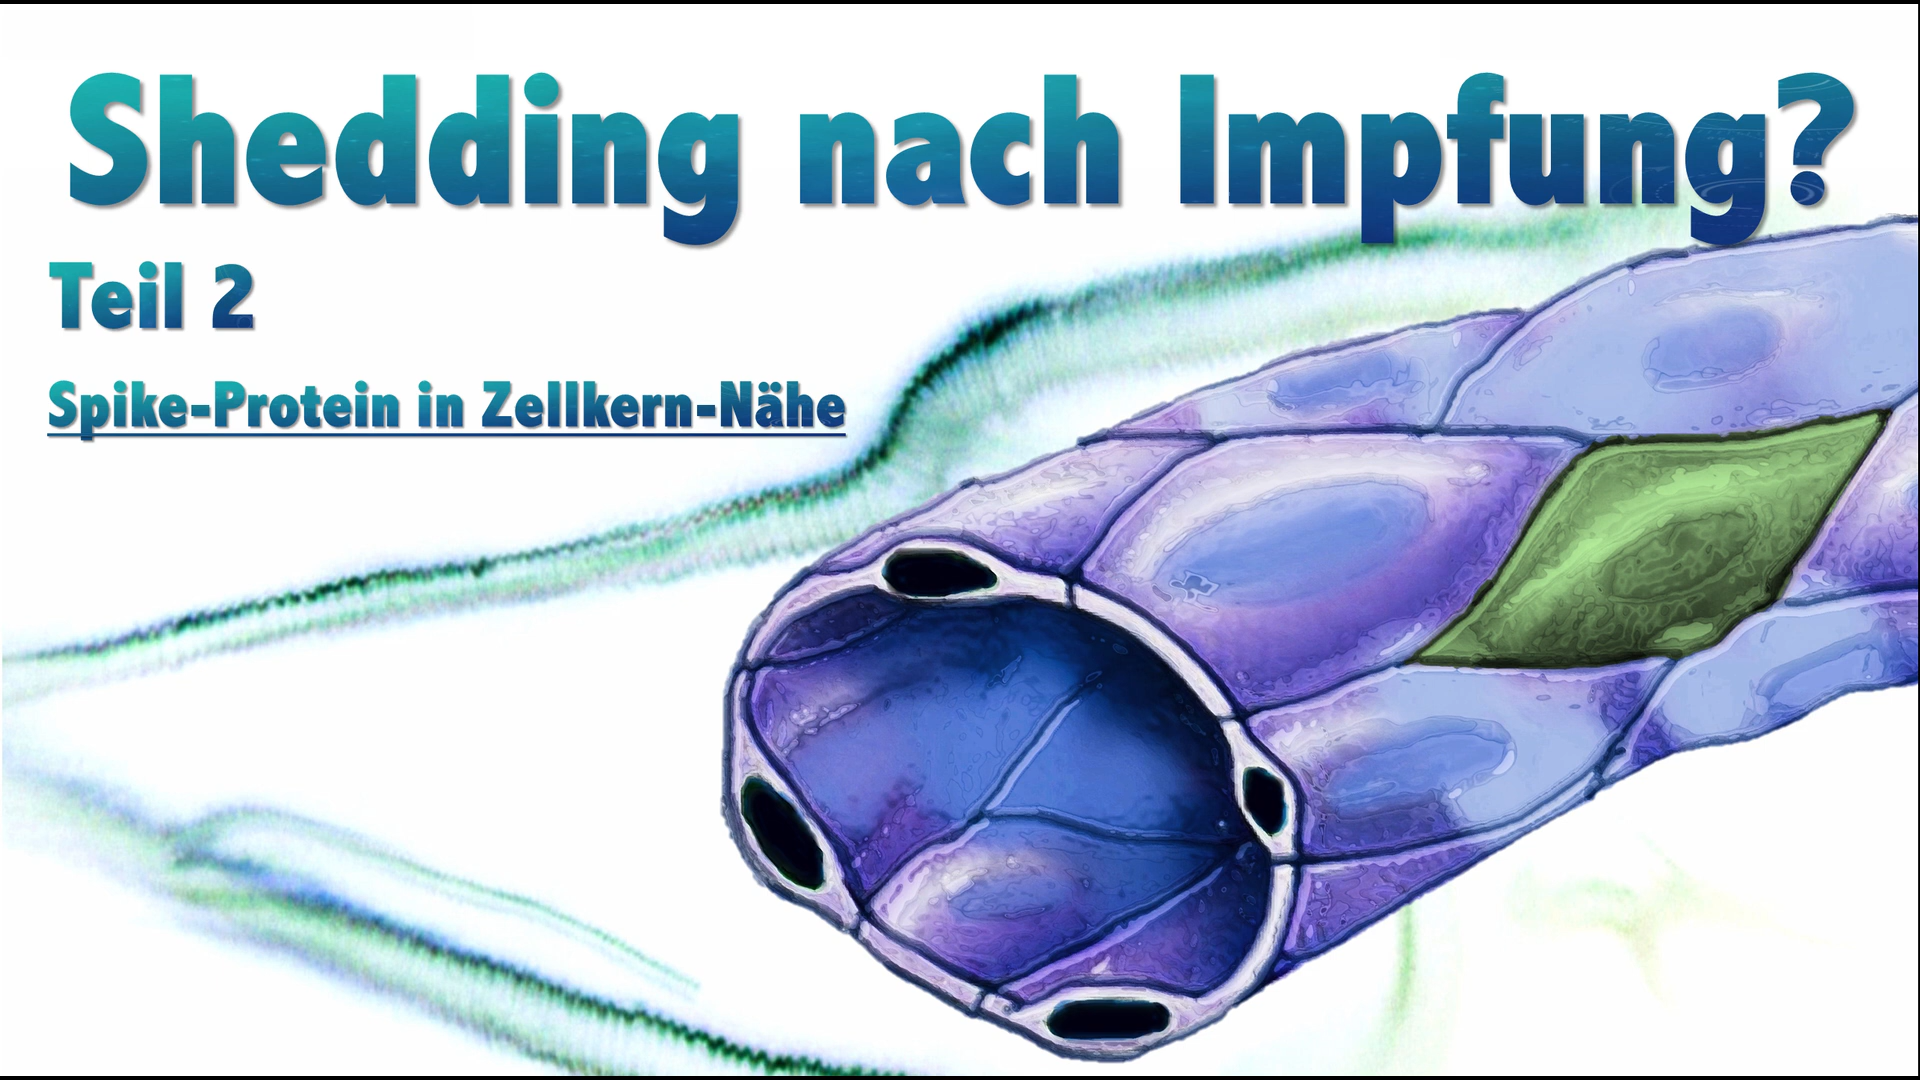 Shedding nach Impfung?
Teil 2
Spike-Protein in Zellkern-Nähe